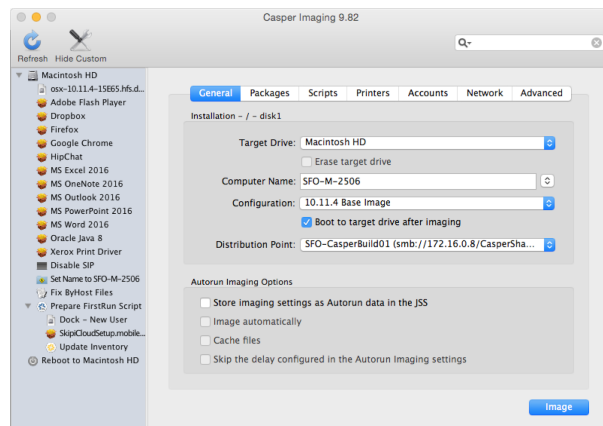 Casper Imaging 9.82
Refresh
Hide Custom
Macintosh HD
osx-10.11.4-15E65.hfs.d...
Adobe Flash Player
Dropbox
Firefox
Google Chrome
HipChat
MS Excel 2016
MS OneNote 2016
MS Outlook 2016
MS PowerPoint 2016
MS Word 2016
Oracle Java 8
Xerox Print Driver
Disable SIP
Set Name to SFO-M-2506
Fix ByHost Files
Prepare FirstRun Script
Dock - New User
SkipiCloudSetup.mobile...
Update Inventory
Reboot to Macintosh HD
General Packages Scripts Printers Accounts Network Advanced
Installation - / - disk1
Target Drive: Macintosh HD
Erase target drive
Computer Name: SFO-M-2506
Configuration: 10.11.4 Base Image
Boot to target drive after imaging
Distribution Point: SFO-CasperBuild01 (smb://172.16.0.8/CasperSha...
Autorun Imaging Options
Store imaging settings as Autorun data in the JSS
Image automatically
Cache files
Skip the delay configured in the Autorun Imaging settings
Image